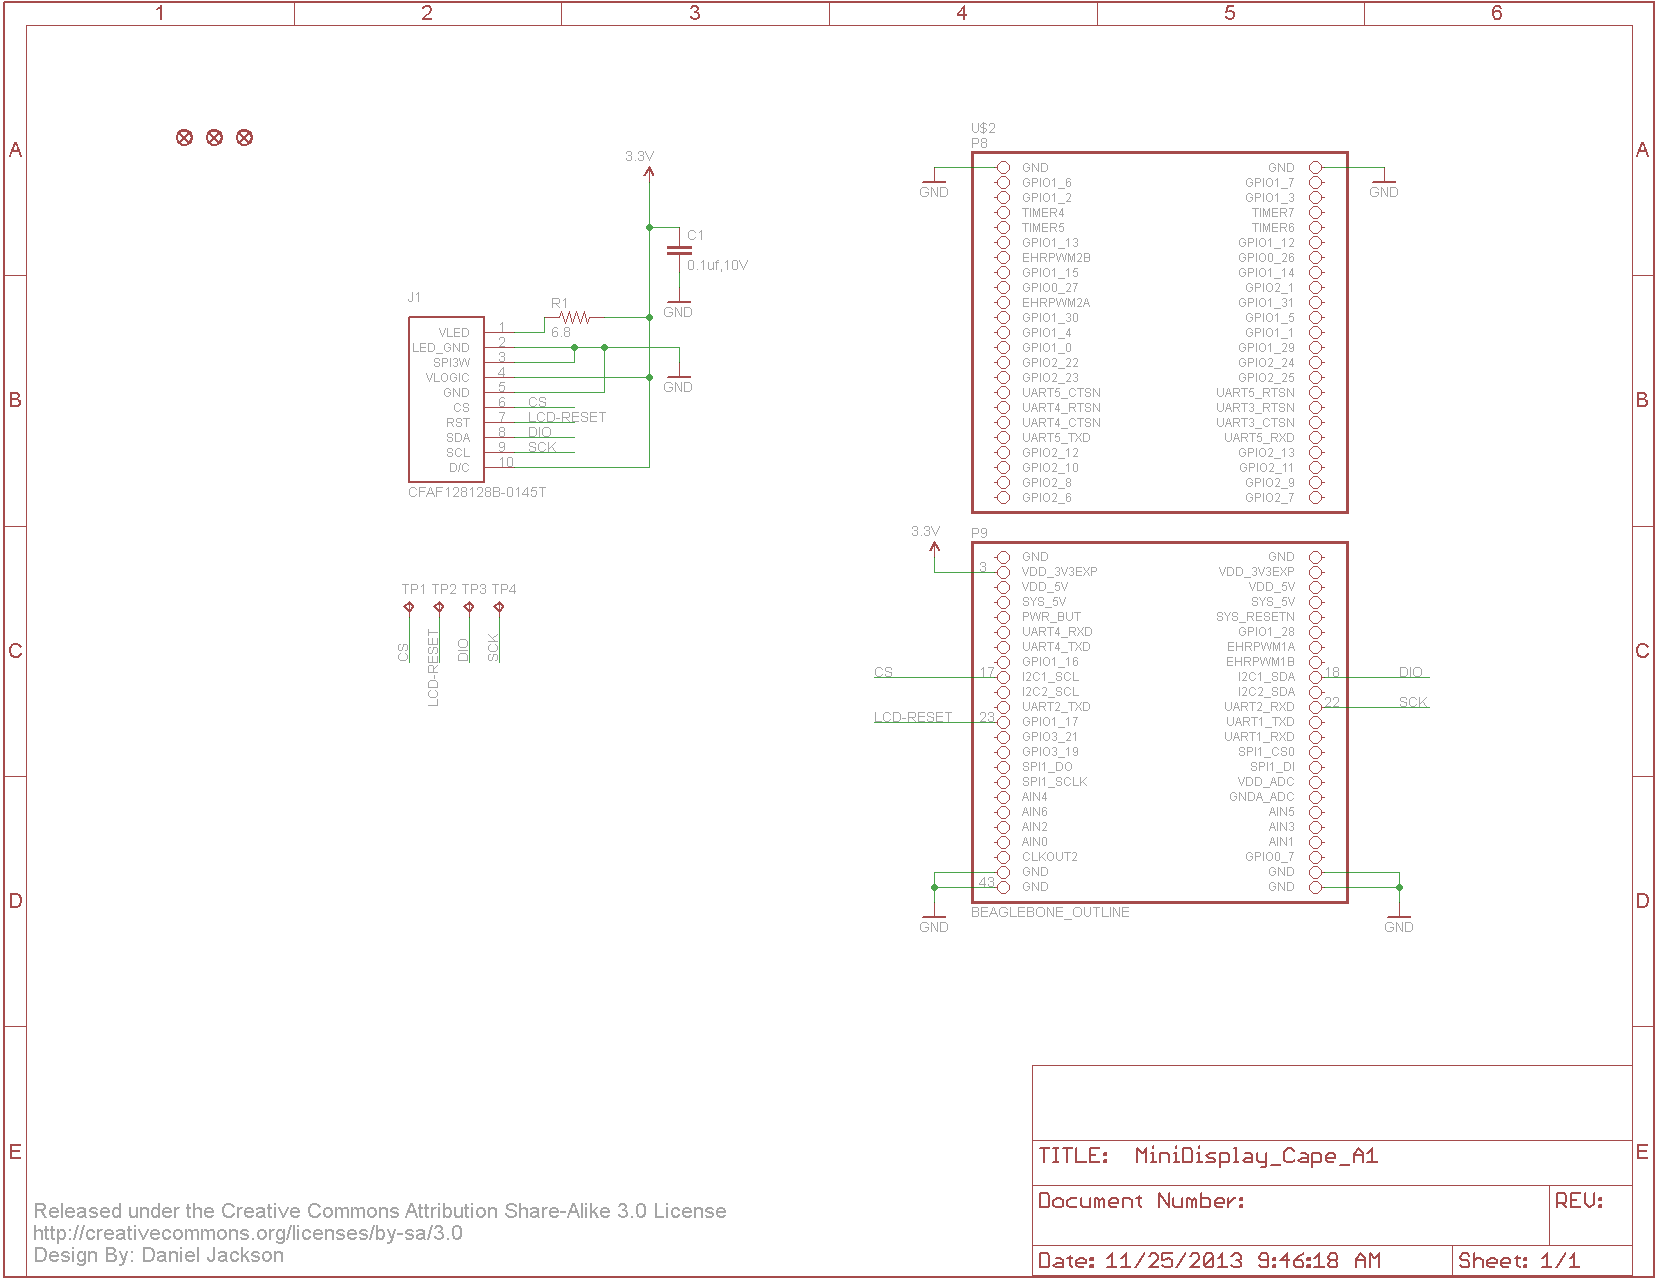 1 2 3 4 5 6
A A
B B
C C
D D
E E
3.3V
C1
0.1uf,10V
GND
R1
6.8
GND
J1
VLED 1
LED_GND 2
SPI3W 3
VLOGIC 4
GND 5
CS 6 CS
RST 7 LCD-RESET
SDA 8 DIO
SCL 9 SCK
D/C 10
CFAF128128B-0145T
TP1 TP2 TP3 TP4
CS LCD-RESET DIO SCK
U$2
P8
GND GND
GND GND
GPIO1_6 GPIO1_7
GPIO1_2 GPIO1_3
TIMER4 TIMER7
TIMER5 TIMER6
GPIO1_13 GPIO1_12
EHRPWM2B GPIO0_26
GPIO1_15 GPIO1_14
GPIO0_27 GPIO2_1
EHRPWM2A GPIO1_31
GPIO1_30 GPIO1_5
GPIO1_4 GPIO1_1
GPIO1_0 GPIO1_29
GPIO2_22 GPIO2_24
GPIO2_23 GPIO2_25
UART5_CTSN UART5_RTSN
UART4_RTSN UART3_RTSN
UART4_CTSN UART3_CTSN
UART5_TXD UART5_RXD
GPIO2_12 GPIO2_13
GPIO2_10 GPIO2_11
GPIO2_8 GPIO2_9
GPIO2_6 GPIO2_7
3.3V
P9
GND GND
3 VDD_3V3EXP VDD_3V3EXP
VDD_5V VDD_5V
SYS_5V SYS_5V
PWR_BUT SYS_RESETN
UART4_RXD GPIO1_28
UART4_TXD EHRPWM1A
GPIO1_16 EHRPWM1B
CS 17 I2C1_SCL I2C1_SDA 18 DIO
I2C2_SCL I2C2_SDA
UART2_TXD UART2_RXD 22 SCK
LCD-RESET 23 GPIO1_17 UART1_TXD
GPIO3_21 UART1_RXD
GPIO3_19 SPI1_CS0
SPI1_DO SPI1_DI
SPI1_SCLK VDD_ADC
AIN4 GNDA_ADC
AIN6 AIN5
AIN2 AIN3
AIN0 AIN1
CLKOUT2 GPIO0_7
GND GND
43 GND GND
BEAGLEBONE_OUTLINE
GND GND
TITLE: MiniDisplay_Cape_A1
Document Number: REV:
Date: 11/25/2013 9:46:18 AM Sheet: 1/1
Released under the Creative Commons Attribution Share-Alike 3.0 License
http://creativecommons.org/licenses/by-sa/3.0
Design By: Daniel Jackson